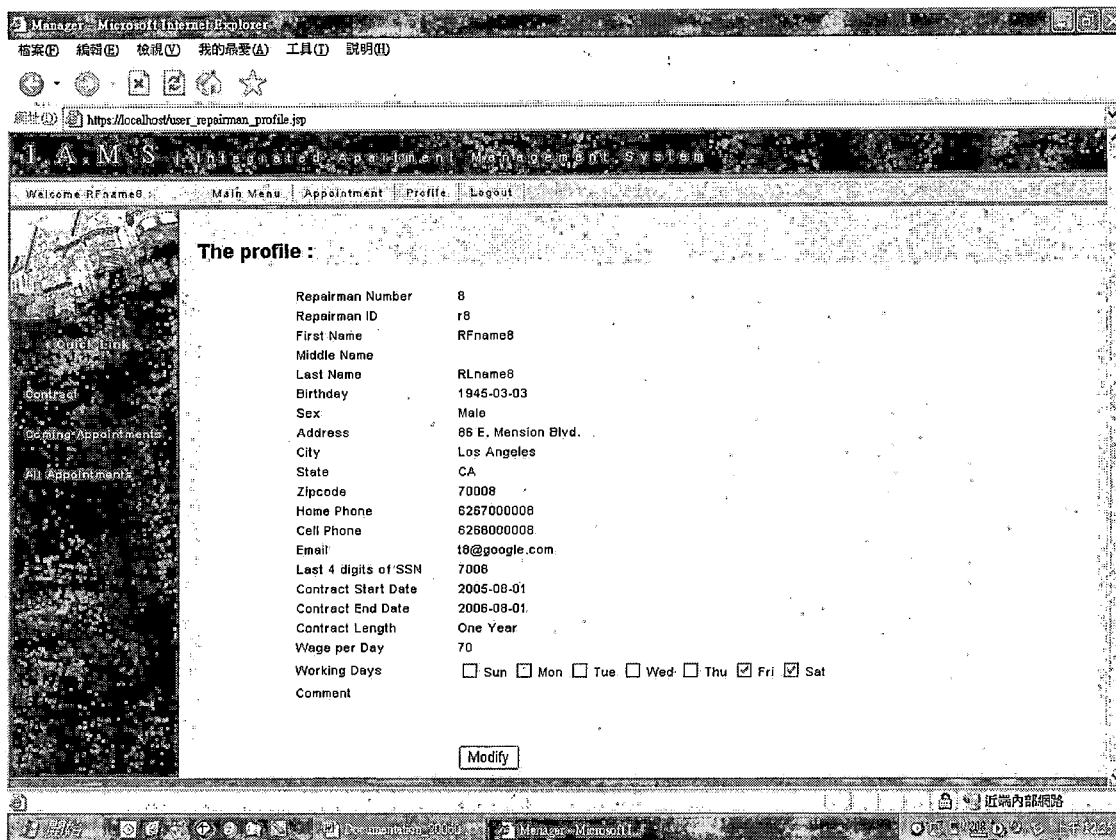 Manager - Microsoft Internet Explorer
檔案(F) 編輯(E) 檢視(V) 我的最愛(A) 工具(T) 說明(H)
網址(D) https://localhost/user_repairman_profile.jsp
I. A. M. S | Integrated Apartment Management System
Welcome RFname8 : Main Menu | Appointment | Profile | Logout
The profile :
Quick Link
Contract
Coming Appointments
All Appointments
Repairman Number 8
Repairman ID r8
First Name RFname8
Middle Name
Last Name RLname8
Birthday 1945-03-03
Sex Male
Address 86 E. Mension Blvd.
City Los Angeles
State CA
Zipcode 70008
Home Phone 6267000008
Cell Phone 6268000008
Email t8@google.com
Last 4 digits of SSN 7008
Contract Start Date 2005-08-01
Contract End Date 2006-08-01
Contract Length One Year
Wage per Day 70
Working Days Sun Mon Tue Wed Thu Fri Sat
Comment
Modify
近端內部網路
開始 Manager - Microsoft I...